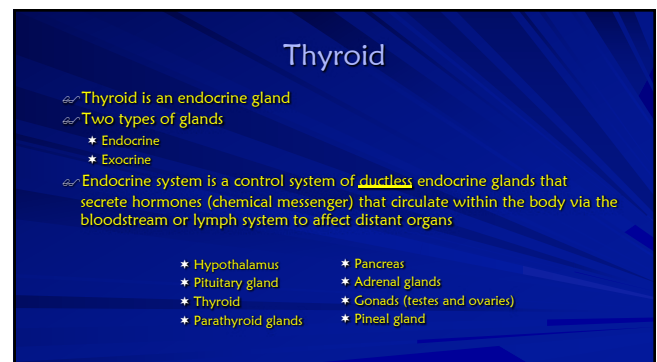 Thyroid
Thyroid is an endocrine gland
Two types of glands
Endocrine
Exocrine
Endocrine system is a control system of ductless endocrine glands that
secrete hormones (chemical messenger) that circulate within the body via the
bloodstream or lymph system to affect distant organs
Hypothalamus
Pituitary gland
Thyroid
Parathyroid glands
Pancreas
Adrenal glands
Gonads (testes and ovaries)
Pineal gland